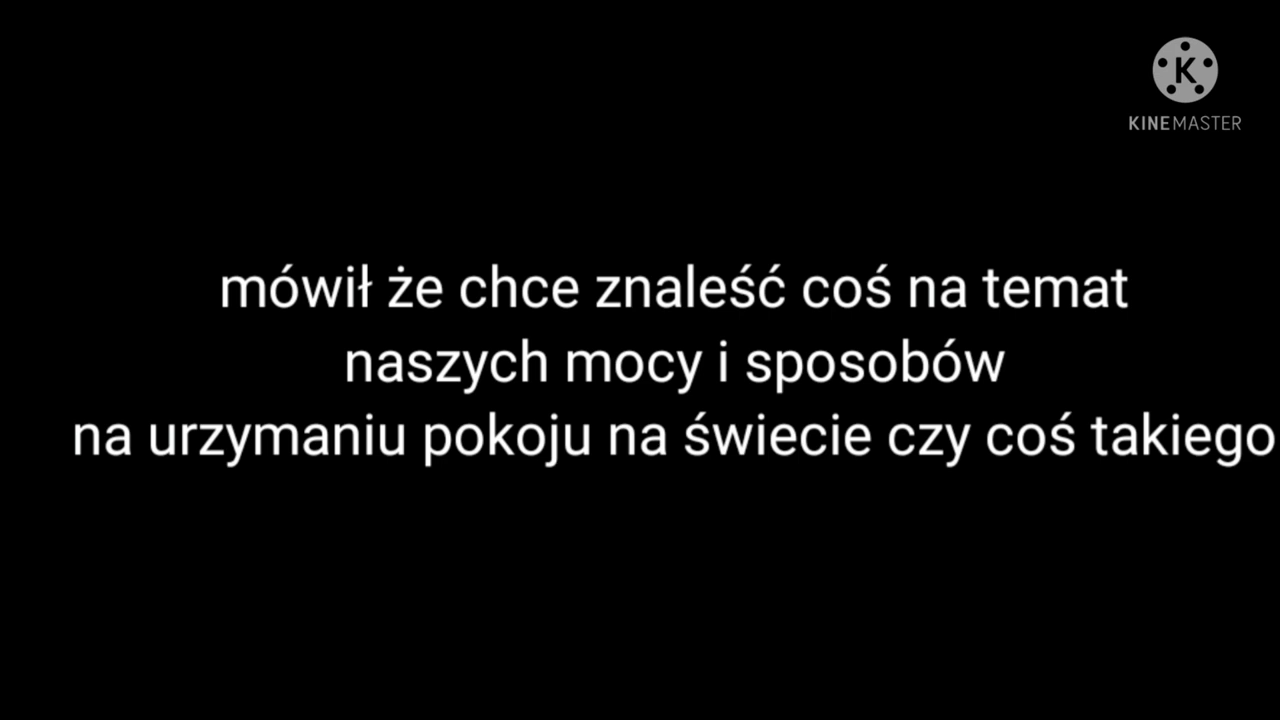 K
KINEMASTER
mówił że chce znaleść coś na temat
naszych mocy i sposobów
na urzymaniu pokoju na świecie czy coś takiego